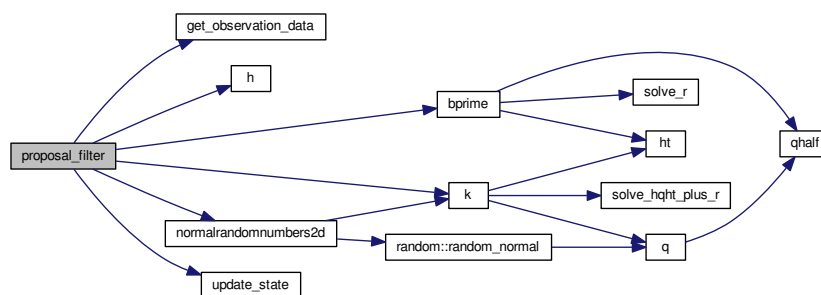 get_observation_data
h
solve_r
bprime
ht
qhalf
proposal_filter
k
solve_hqht_plus_r
normalrandomnumbers2d
random::random_normal
q
update_state